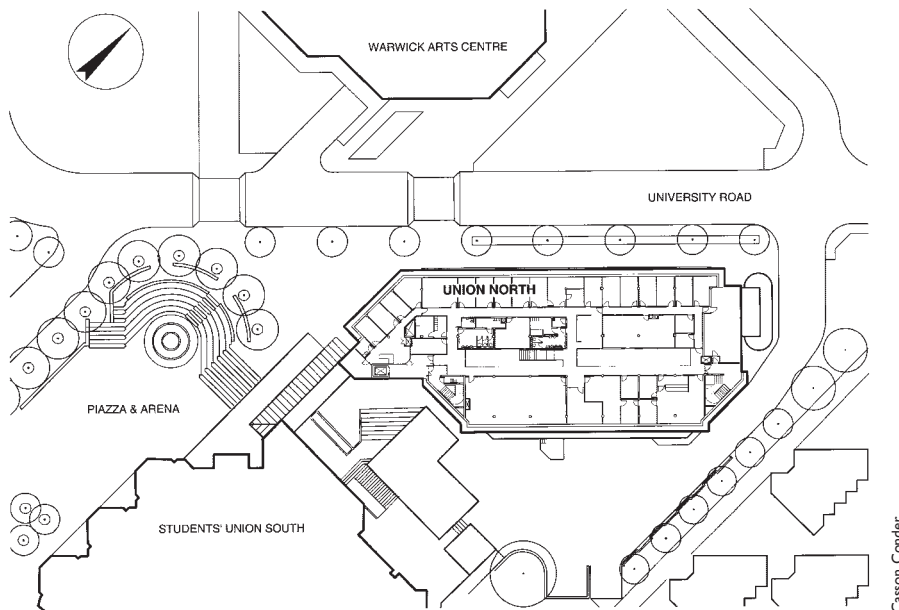 WARWICK ARTS CENTRE
UNIVERSITY ROAD
UNION NORTH
PIAZZA & ARENA
STUDENTS' UNION SOUTH
Casson Conder